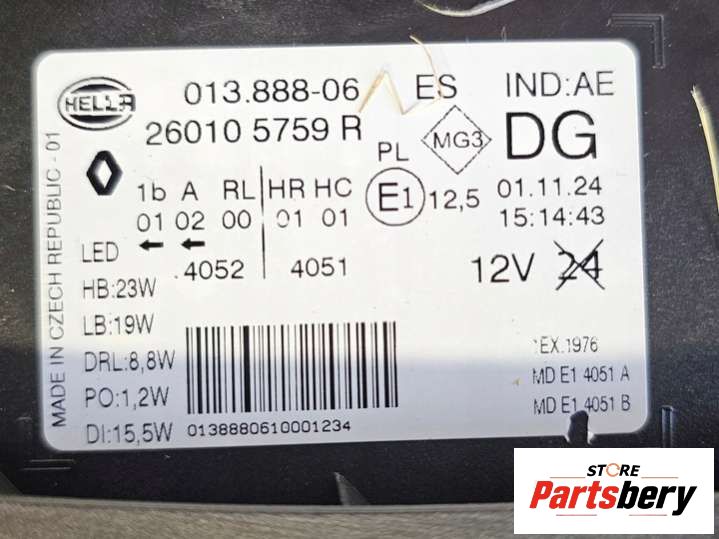 HELLA
013.888-06 ES IND:AE
26010 5759 R PL MG3 DG
MADE IN CZECH REPUBLIC - 01
1b A RL HR HC E1 12,5 01.11.24
01 02 00 01 01 15:14:43
LED
.4052 4051 12V 24
HB:23W
LB:19W
DRL:8,8W EX.1976
PO:1,2W MD E1 4051 A
DI:15,5W MD E1 4051 B
0138880610001234
STORE
Partsbery